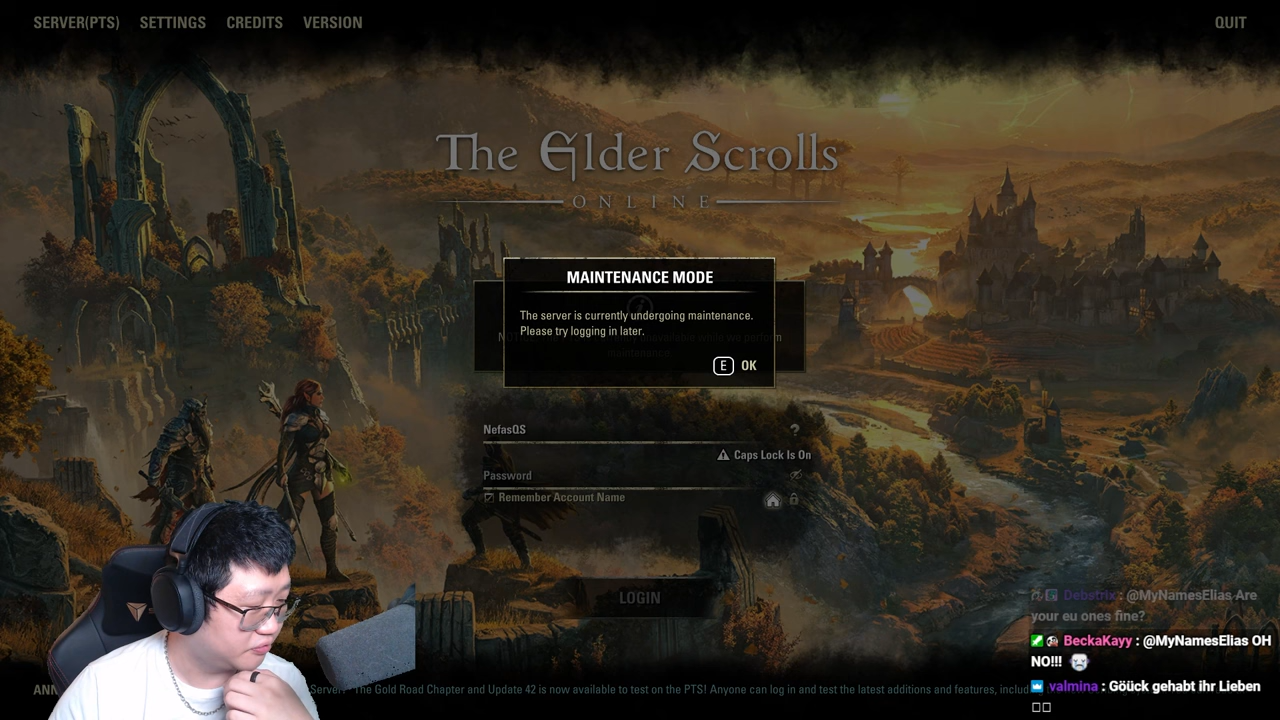 SERVER(PTS) SETTINGS CREDITS VERSION QUIT
The Elder Scrolls
ONLINE
MAINTENANCE MODE
The server is currently undergoing maintenance.
Please try logging in later.
E OK
maintenance.
NefasQS ?
Caps Lock Is On
Password
Remember Account Name
LOGIN
Debstrix : @MyNamesElias Are
your eu ones fine?
BeckaKayy : @MyNamesElias OH
NO!!!
valmina : Göück gehabt ihr Lieben
ANN Server! The Gold Road Chapter and Update 42 is now available to test on the PTS! Anyone can log in and test the latest additions and features, includ